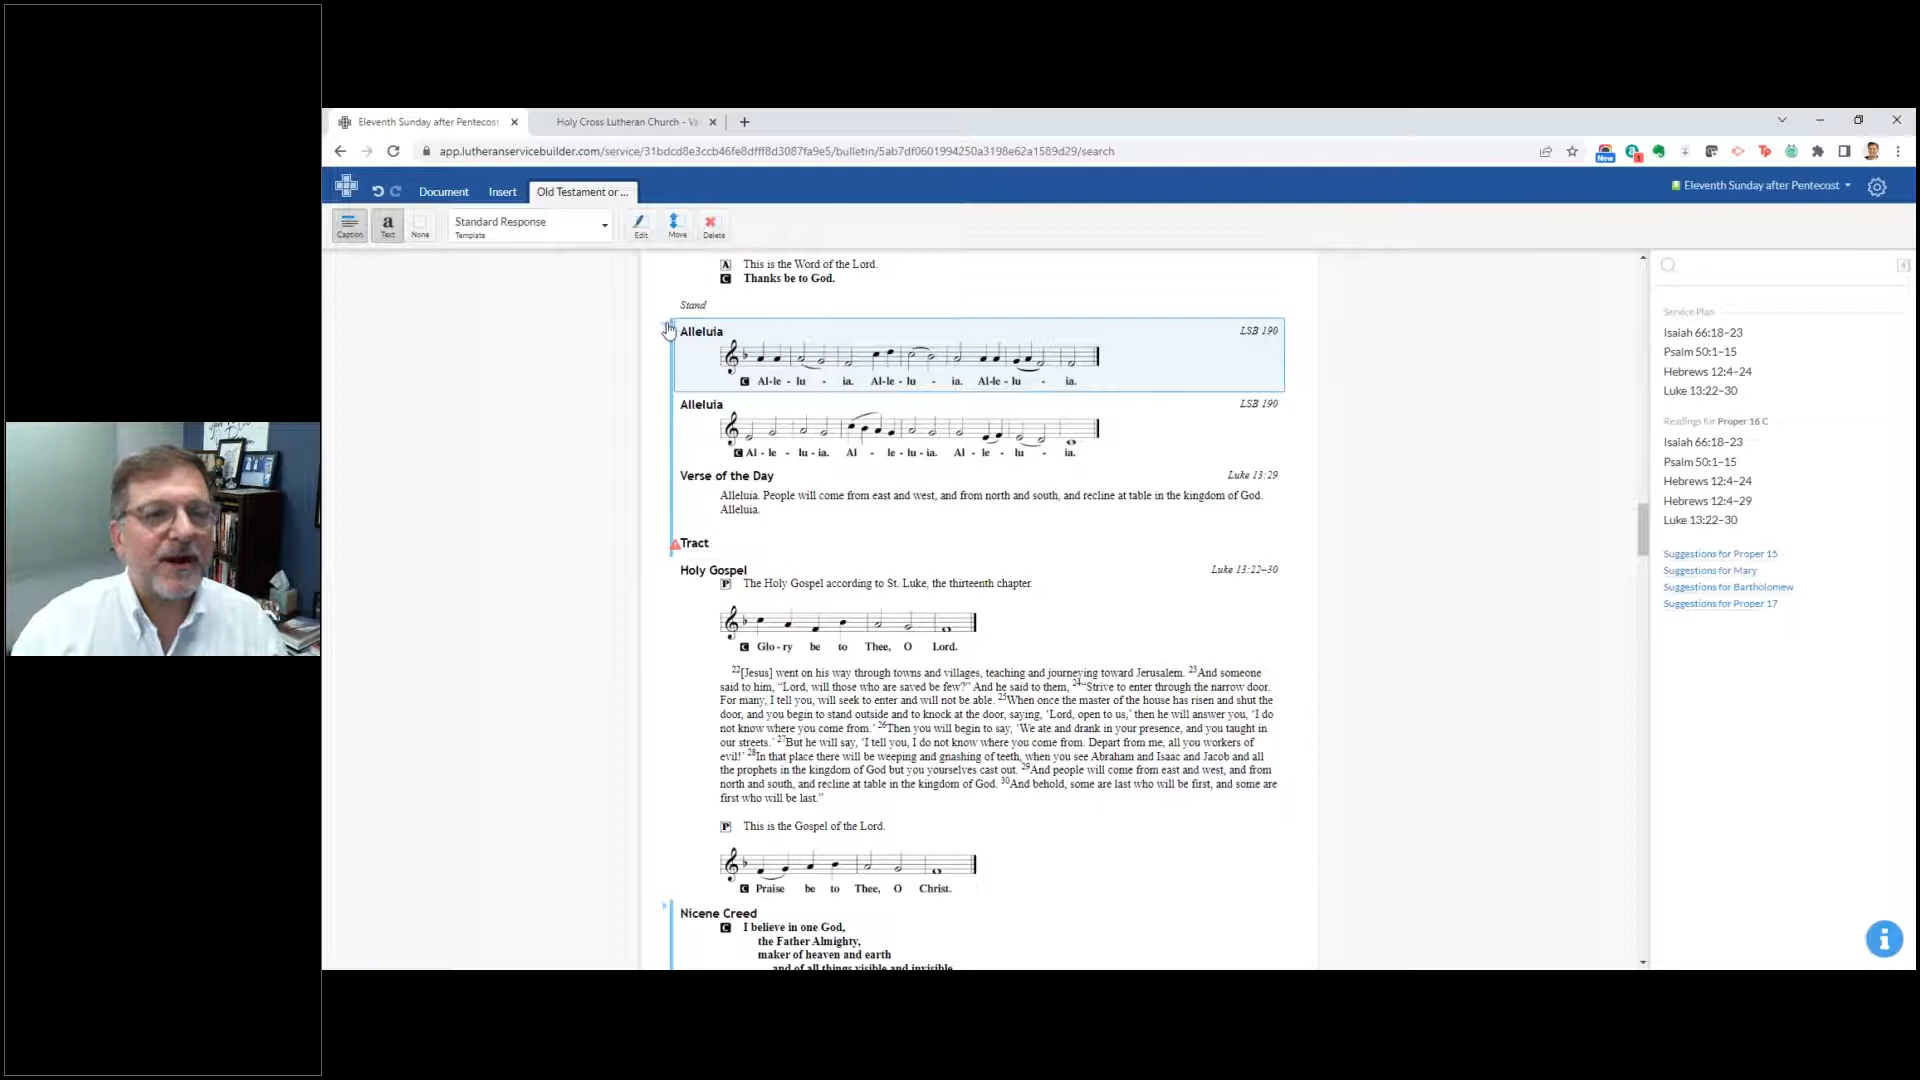 Eleventh Sunday after Pentecost
Holy Cross Lutheran Church - Va
app.lutheranservicebuilder.com/service/31bdcd8e3ccb46fe8dfff8d3087fa9e5/bulletin/5ab7df0601994250a3198e62a1589d29/search
New
Document Insert Old Testament or ...
Eleventh Sunday after Pentecost
Caption
a
Text
None
Standard Response
Template
Edit
Move
Delete
A This is the Word of the Lord.
C Thanks be to God.
Stand
Alleluia LSB 190
C Al-le - lu - ia. Al-le - lu - ia. Al-le - lu - ia.
Alleluia LSB 190
C Al - le - lu - ia. Al - le - lu - ia. Al - le - lu - ia.
Verse of the Day Luke 13:29
Alleluia. People will come from east and west, and from north and south, and recline at table in the kingdom of God.
Alleluia.
Tract
Holy Gospel Luke 13:22–30
P The Holy Gospel according to St. Luke, the thirteenth chapter.
C Glo - ry be to Thee, O Lord.
22[Jesus] went on his way through towns and villages, teaching and journeying toward Jerusalem. 23And someone
said to him, “Lord, will those who are saved be few?” And he said to them, 24“Strive to enter through the narrow door.
For many, I tell you, will seek to enter and will not be able. 25When once the master of the house has risen and shut the
door, and you begin to stand outside and to knock at the door, saying, ‘Lord, open to us,’ then he will answer you, ‘I do
not know where you come from.’ 26Then you will begin to say, ‘We ate and drank in your presence, and you taught in
our streets.’ 27But he will say, ‘I tell you, I do not know where you come from. Depart from me, all you workers of
evil!’ 28In that place there will be weeping and gnashing of teeth, when you see Abraham and Isaac and Jacob and all
the prophets in the kingdom of God but you yourselves cast out. 29And people will come from east and west, and from
north and south, and recline at table in the kingdom of God. 30And behold, some are last who will be first, and some are
first who will be last.”
P This is the Gospel of the Lord.
C Praise be to Thee, O Christ.
Nicene Creed
C I believe in one God,
the Father Almighty,
maker of heaven and earth
and of all things visible and invisible
Service Plan
Isaiah 66:18–23
Psalm 50:1–15
Hebrews 12:4–24
Luke 13:22–30
Readings for Proper 16 C
Isaiah 66:18–23
Psalm 50:1–15
Hebrews 12:4–24
Hebrews 12:4–29
Luke 13:22–30
Suggestions for Proper 15
Suggestions for Mary
Suggestions for Bartholomew
Suggestions for Proper 17